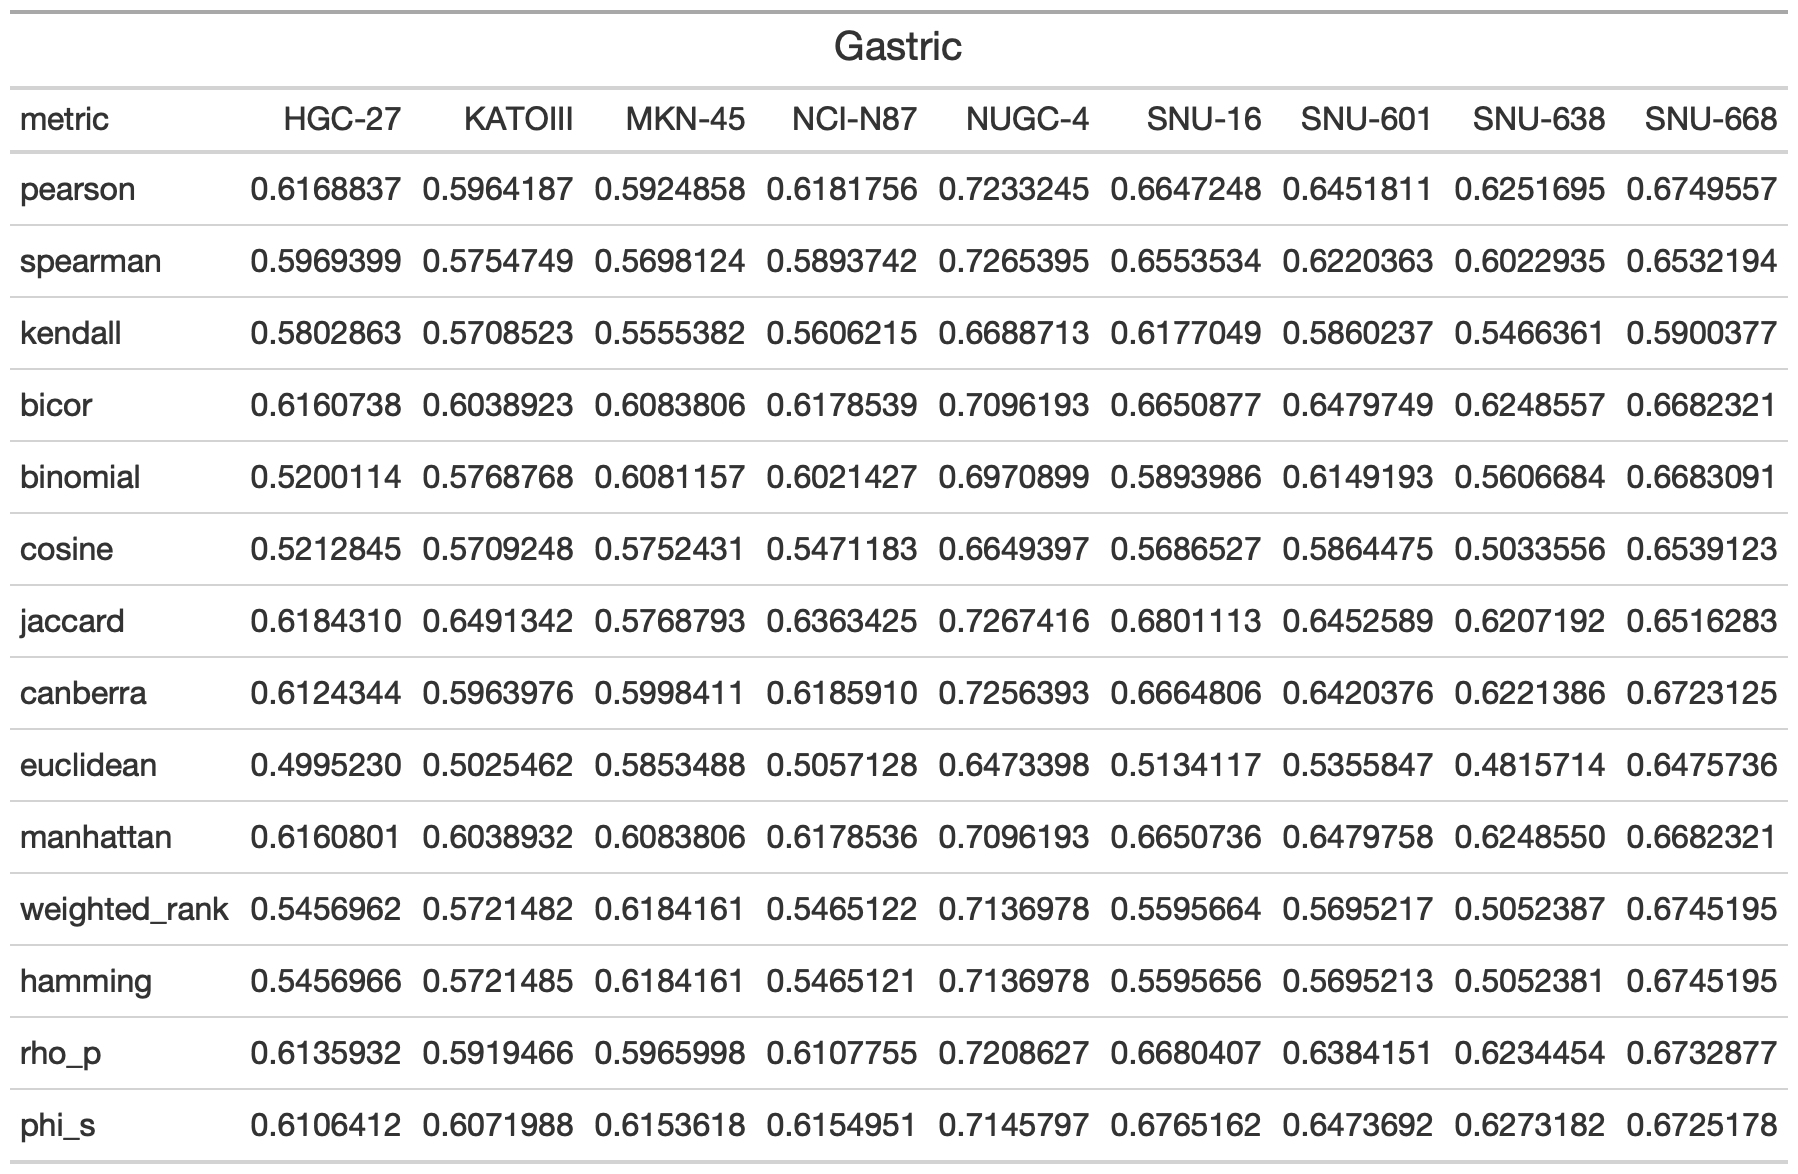 Gastric
metric HGC-27 KATOIII MKN-45 NCI-N87 NUGC-4 SNU-16 SNU-601 SNU-638 SNU-668
pearson 0.6168837 0.5964187 0.5924858 0.6181756 0.7233245 0.6647248 0.6451811 0.6251695 0.6749557
spearman 0.5969399 0.5754749 0.5698124 0.5893742 0.7265395 0.6553534 0.6220363 0.6022935 0.6532194
kendall 0.5802863 0.5708523 0.5555382 0.5606215 0.6688713 0.6177049 0.5860237 0.5466361 0.5900377
bicor 0.6160738 0.6038923 0.6083806 0.6178539 0.7096193 0.6650877 0.6479749 0.6248557 0.6682321
binomial 0.5200114 0.5768768 0.6081157 0.6021427 0.6970899 0.5893986 0.6149193 0.5606684 0.6683091
cosine 0.5212845 0.5709248 0.5752431 0.5471183 0.6649397 0.5686527 0.5864475 0.5033556 0.6539123
jaccard 0.6184310 0.6491342 0.5768793 0.6363425 0.7267416 0.6801113 0.6452589 0.6207192 0.6516283
canberra 0.6124344 0.5963976 0.5998411 0.6185910 0.7256393 0.6664806 0.6420376 0.6221386 0.6723125
euclidean 0.4995230 0.5025462 0.5853488 0.5057128 0.6473398 0.5134117 0.5355847 0.4815714 0.6475736
manhattan 0.6160801 0.6038932 0.6083806 0.6178536 0.7096193 0.6650736 0.6479758 0.6248550 0.6682321
weighted_rank 0.5456962 0.5721482 0.6184161 0.5465122 0.7136978 0.5595664 0.5695217 0.5052387 0.6745195
hamming 0.5456966 0.5721485 0.6184161 0.5465121 0.7136978 0.5595656 0.5695213 0.5052381 0.6745195
rho_p 0.6135932 0.5919466 0.5965998 0.6107755 0.7208627 0.6680407 0.6384151 0.6234454 0.6732877
phi_s 0.6106412 0.6071988 0.6153618 0.6154951 0.7145797 0.6765162 0.6473692 0.6273182 0.6725178